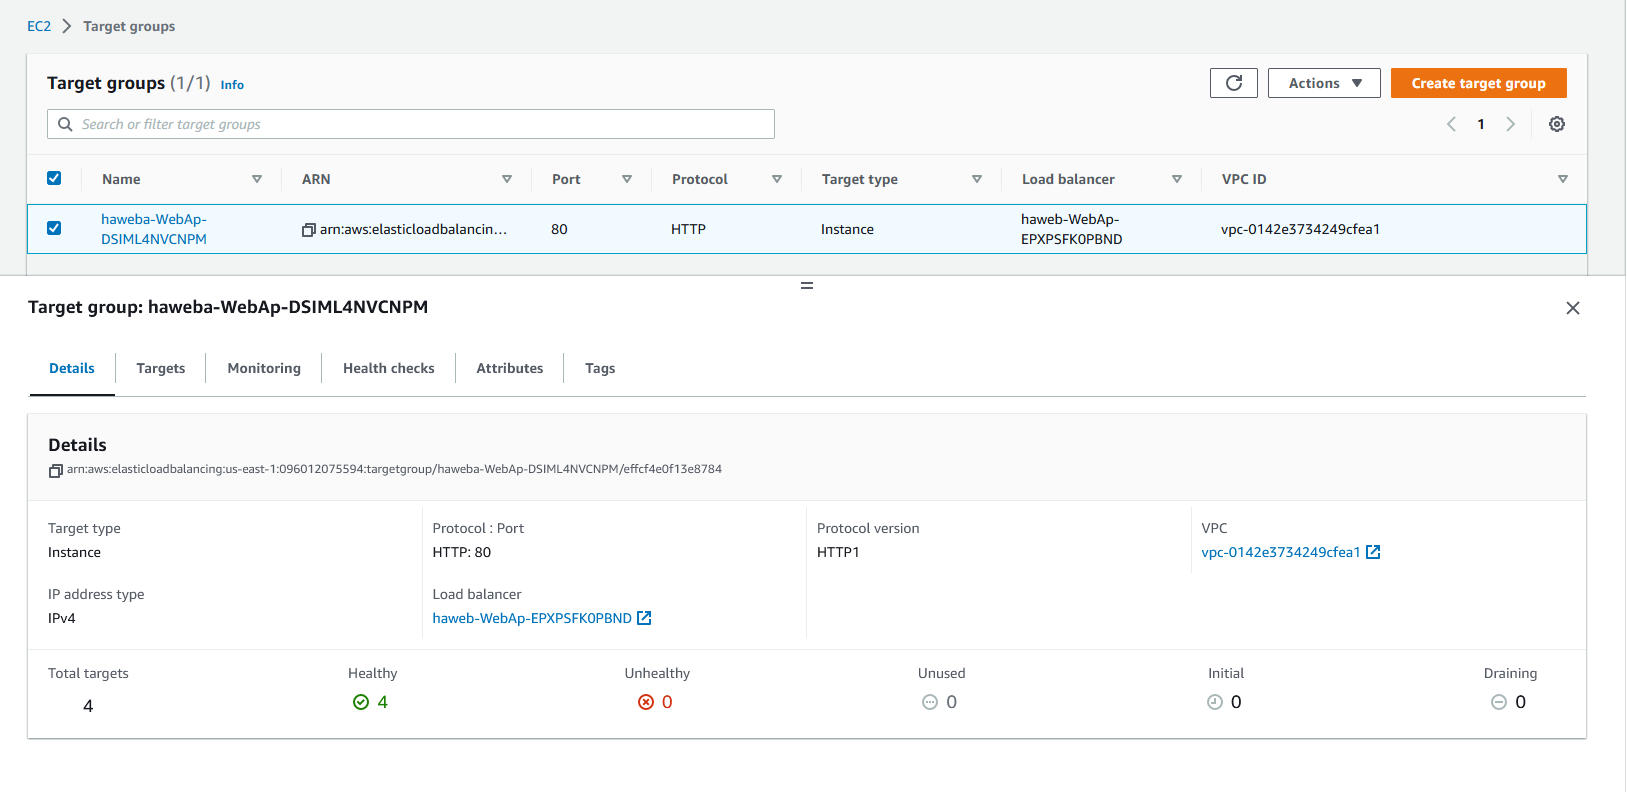 EC2 > Target groups
Target groups (1/1) Info
Actions
Create target group
Search or filter target groups
1
Name ARN Port Protocol Target type Load balancer VPC ID
haweba-WebAp-
DSIML4NVCNPM
arn:aws:elasticloadbalancin...
80
HTTP
Instance
haweb-WebAp-
EPXPSFK0PBND
vpc-0142e3734249cfea1
Target group: haweba-WebAp-DSIML4NVCNPM
Details Targets Monitoring Health checks Attributes Tags
Details
arn:aws:elasticloadbalancing:us-east-1:096012075594:targetgroup/haweba-WebAp-DSIML4NVCNPM/effcf4e0f13e8784
Target type
Instance
Protocol : Port
HTTP: 80
Protocol version
HTTP1
VPC
vpc-0142e3734249cfea1
IP address type
IPv4
Load balancer
haweb-WebAp-EPXPSFK0PBND
Total targets
4
Healthy
4
Unhealthy
0
Unused
0
Initial
0
Draining
0